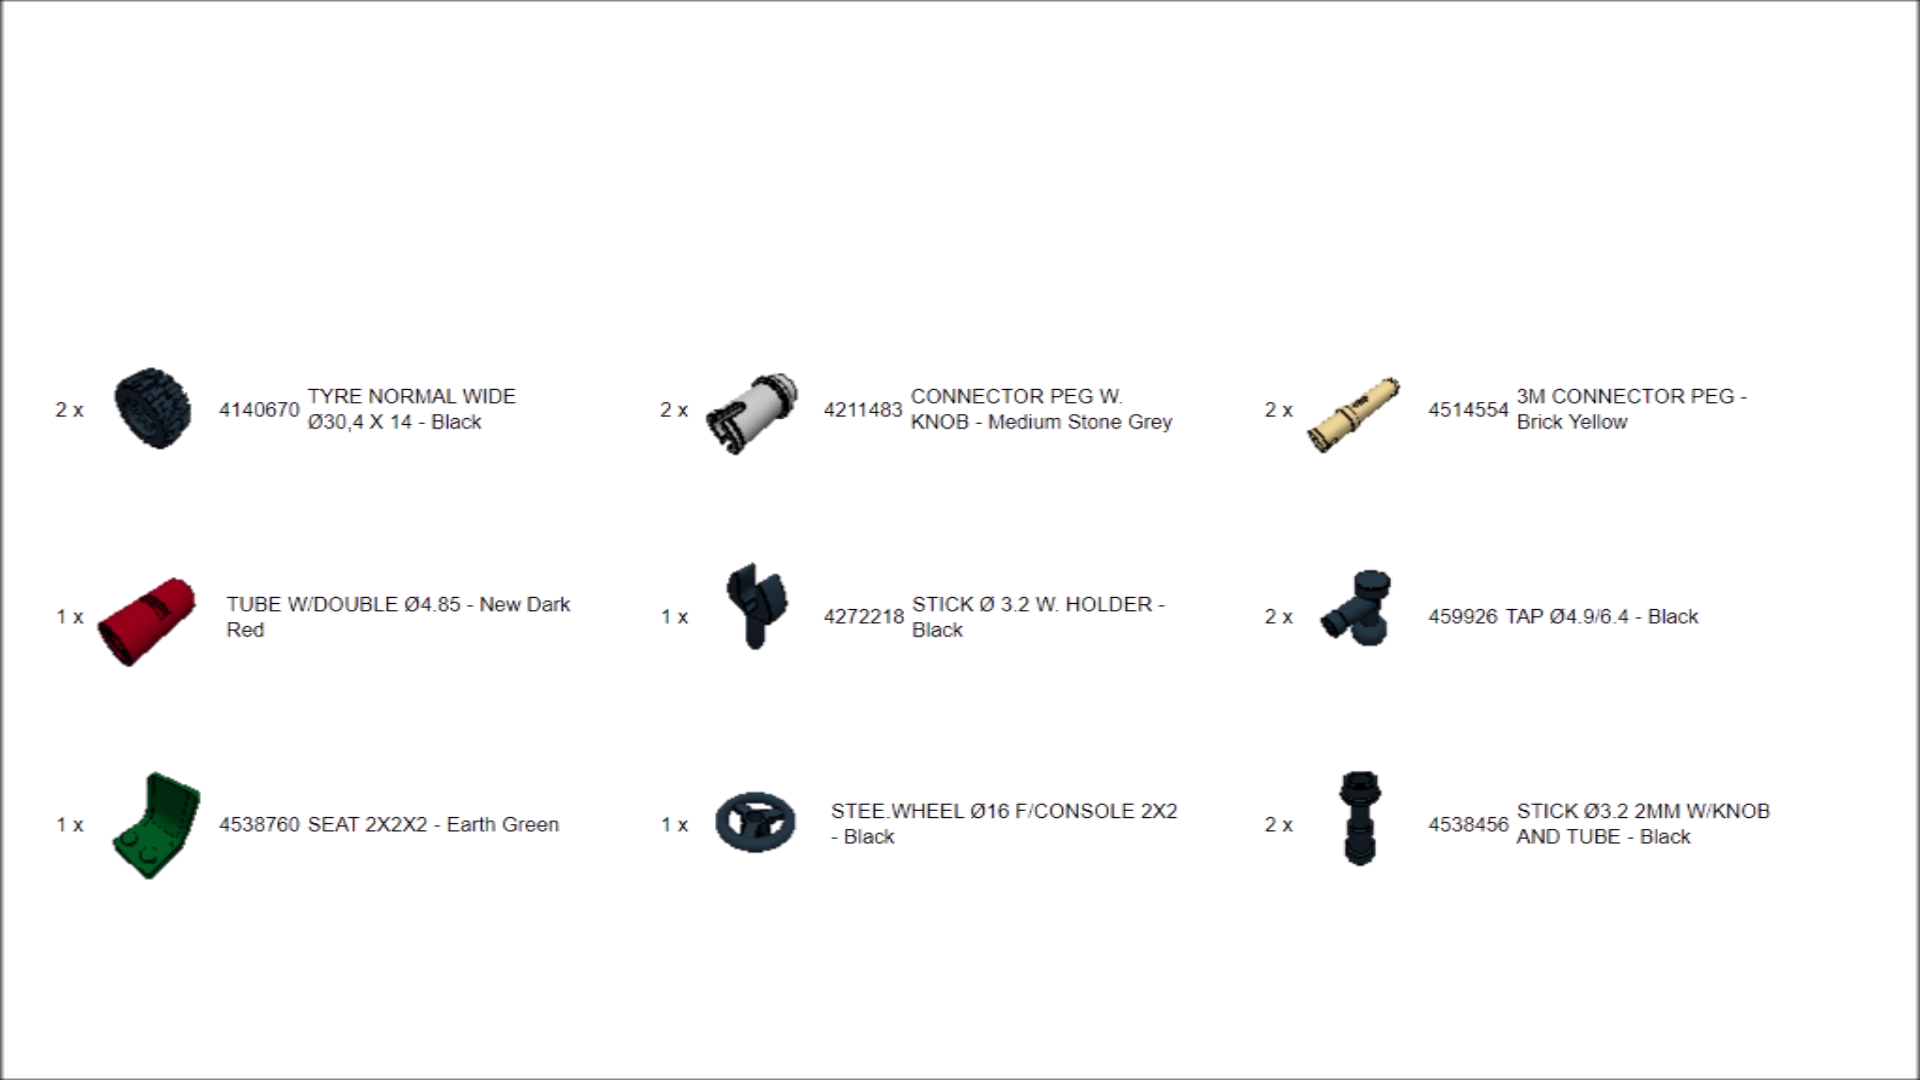 2 x
4140670
TYRE NORMAL WIDE
Ø30,4 X 14 - Black
2 x
4211483
CONNECTOR PEG W.
KNOB - Medium Stone Grey
2 x
4514554
3M CONNECTOR PEG -
Brick Yellow
1 x
TUBE W/DOUBLE Ø4.85 - New Dark
Red
1 x
4272218
STICK Ø 3.2 W. HOLDER -
Black
2 x
459926 TAP Ø4.9/6.4 - Black
1 x
4538760 SEAT 2X2X2 - Earth Green
1 x
STEE.WHEEL Ø16 F/CONSOLE 2X2
- Black
2 x
4538456
STICK Ø3.2 2MM W/KNOB
AND TUBE - Black